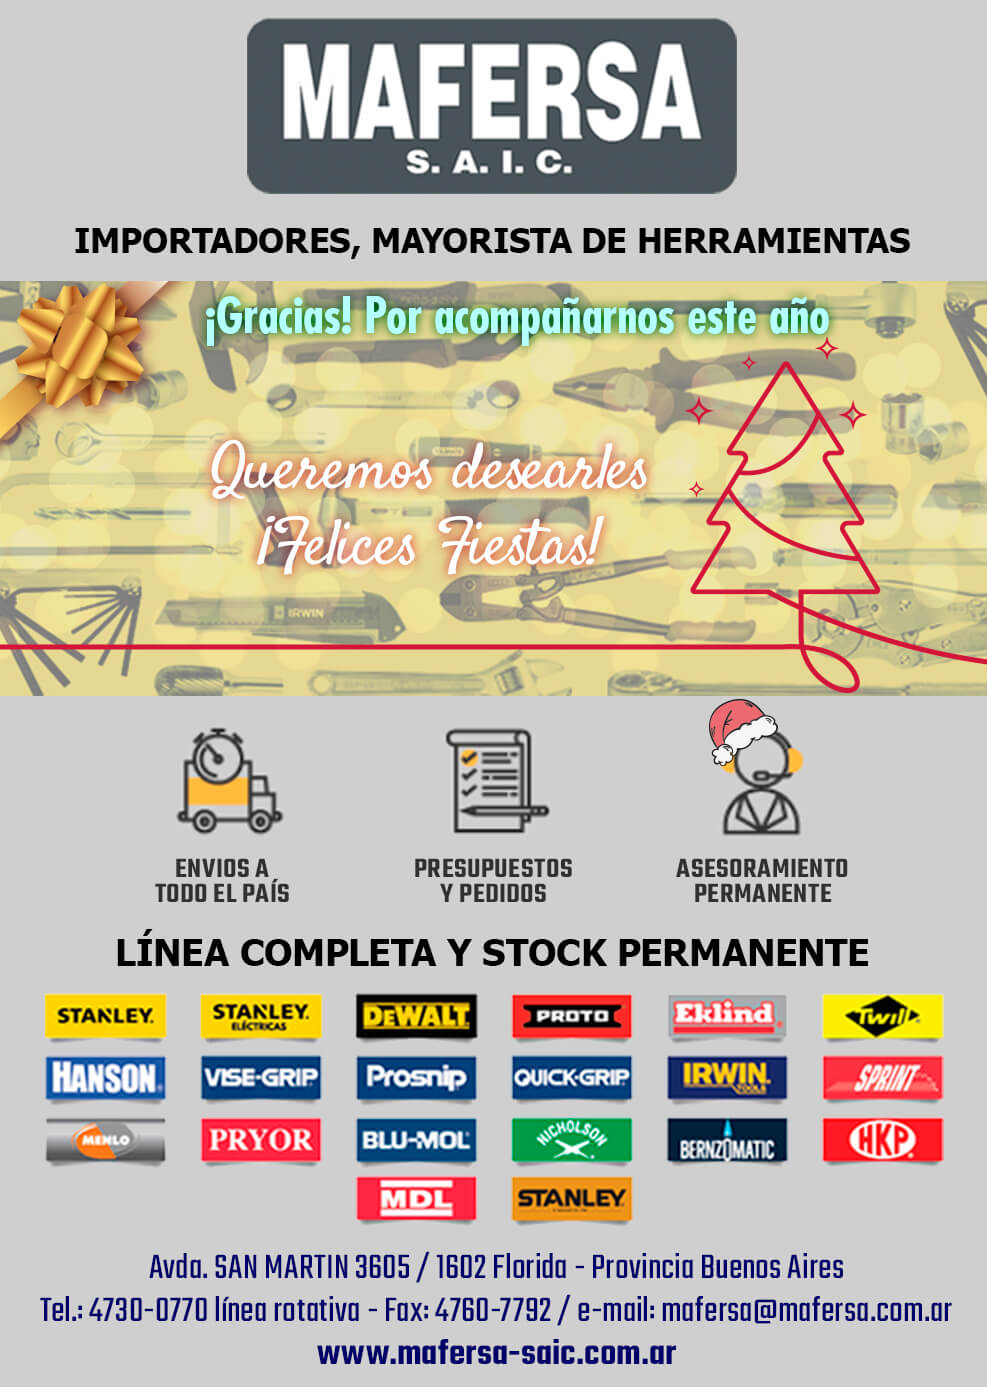 MAFERSA
S. A. I. C.
IMPORTADORES, MAYORISTA DE HERRAMIENTAS
¡Gracias! Por acompañarnos este año
Queremos desearles
¡Felices Fiestas!
IRWIN
ENVIOS A
TODO EL PAÍS
PRESUPUESTOS
Y PEDIDOS
ASESORAMIENTO
PERMANENTE
LÍNEA COMPLETA Y STOCK PERMANENTE
STANLEY. STANLEY. ELÉCTRICAS DEWALT PROTO Eklind® Twill
HANSON. VISE-GRIP. Prosnip QUICK-GRIP. IRWIN. TOOLS SPRINT
MENLO PRYOR BLU-MOL® NICHOLSON BERNZOMATIC HKP®
MDL STANLEY
Avda. SAN MARTIN 3605 / 1602 Florida - Provincia Buenos Aires
Tel.: 4730-0770 línea rotativa - Fax: 4760-7792 / e-mail: mafersa@mafersa.com.ar
www.mafersa-saic.com.ar